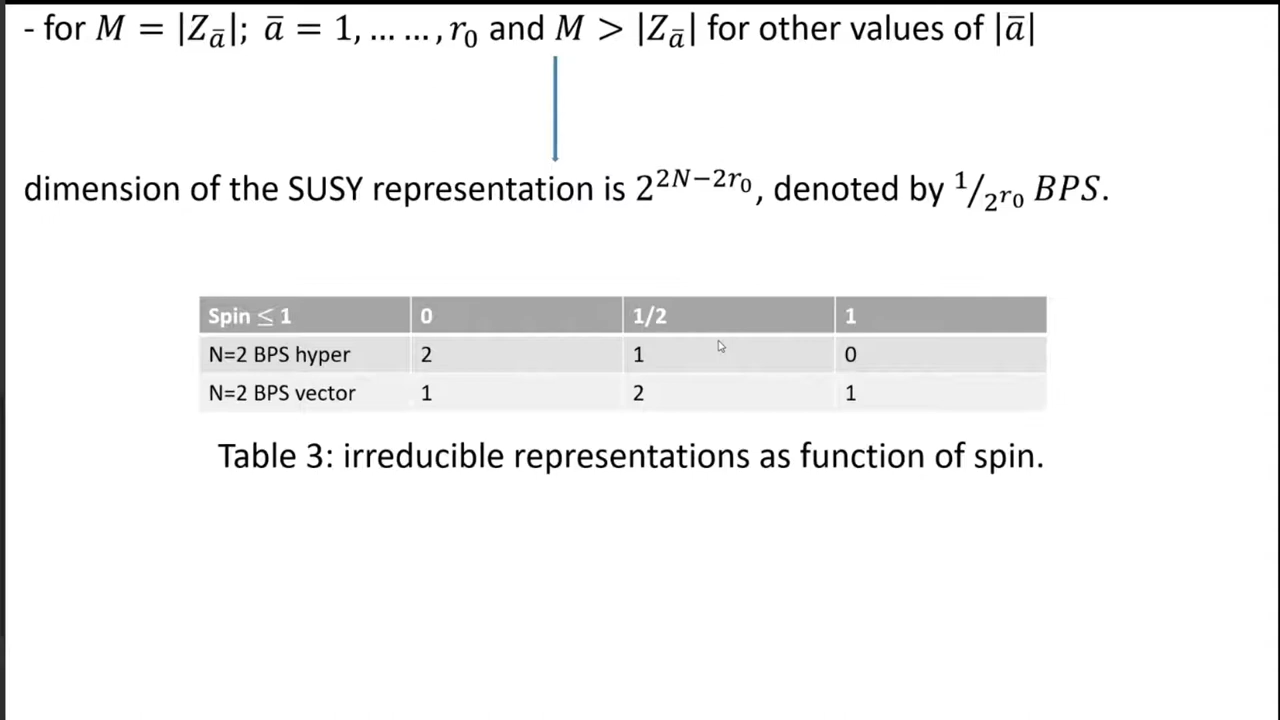 - for 𝑀 = |𝑍_ā|; ā = 1, … …, 𝑟₀ and 𝑀 > |𝑍_ā| for other values of |ā|
dimension of the SUSY representation is 2^{2𝑁−2𝑟₀}, denoted by 1/2^{𝑟₀} 𝐵𝑃𝑆.
Spin ≤ 1 0 1/2 1
N=2 BPS hyper 2 1 0
N=2 BPS vector 1 2 1
Table 3: irreducible representations as function of spin.